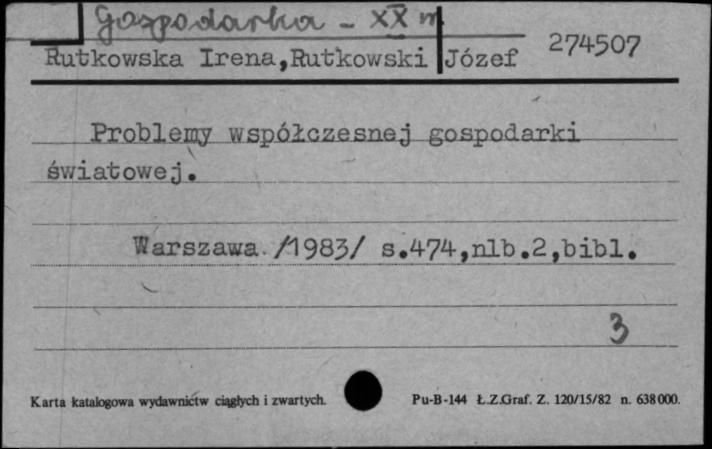 Gospodarka - XX w
Rutkowska Irena,Rutkowski Józef 274507
Problemy współczesnej gospodarki
światowej.
Warszawa /1983/ s.474,nlb.2,bibl.
3
Karta katalogowa wydawnictw ciągłych i zwartych. Pu-B-144 Ł.Z.Graf. Z. 120/15/82 n. 638000.